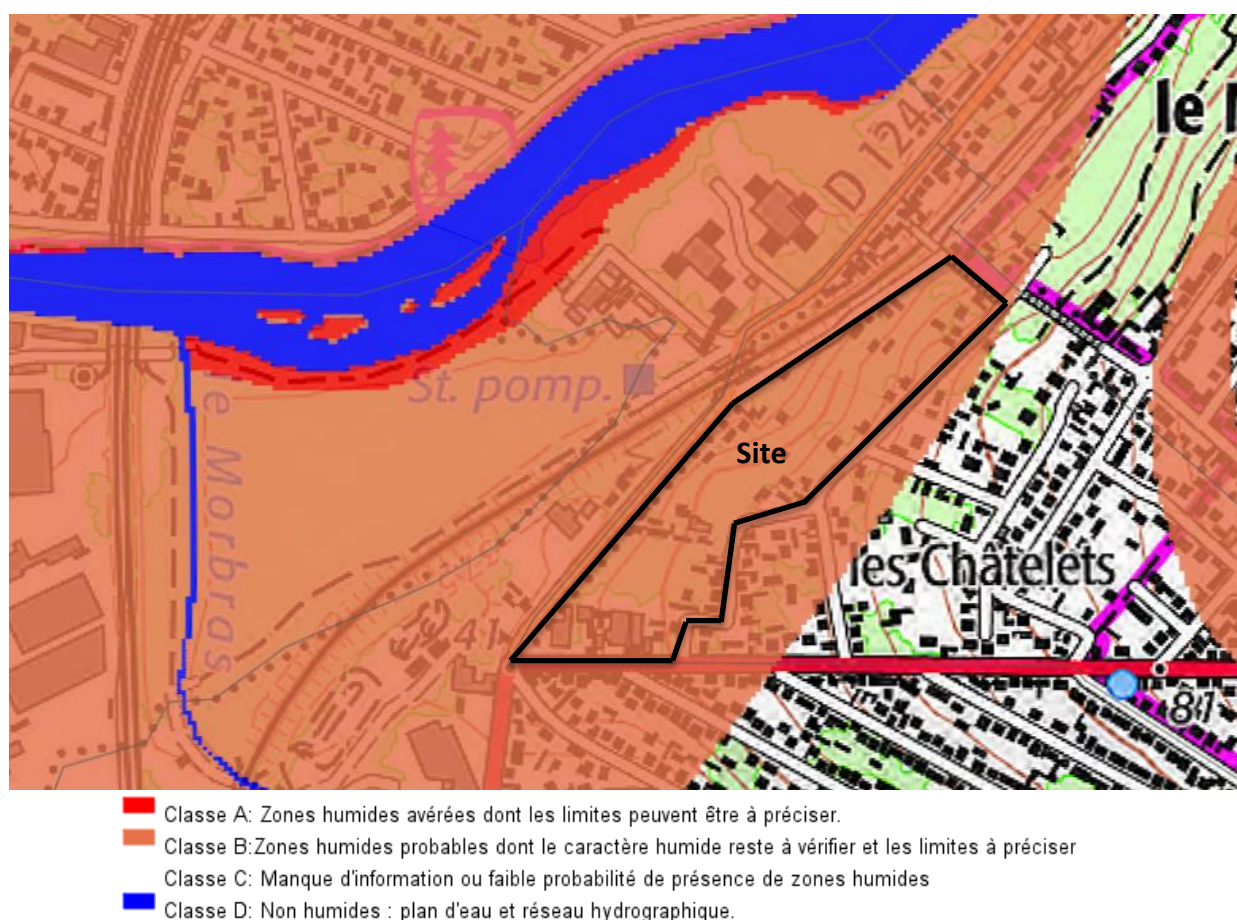 le
D 124
St. pomp.
le Morbras
Site
les Châtelets
41
81
Classe A: Zones humides avérées dont les limites peuvent être à préciser.
Classe B:Zones humides probables dont le caractère humide reste à vérifier et les limites à préciser
Classe C: Manque d'information ou faible probabilité de présence de zones humides
Classe D: Non humides : plan d'eau et réseau hydrographique.